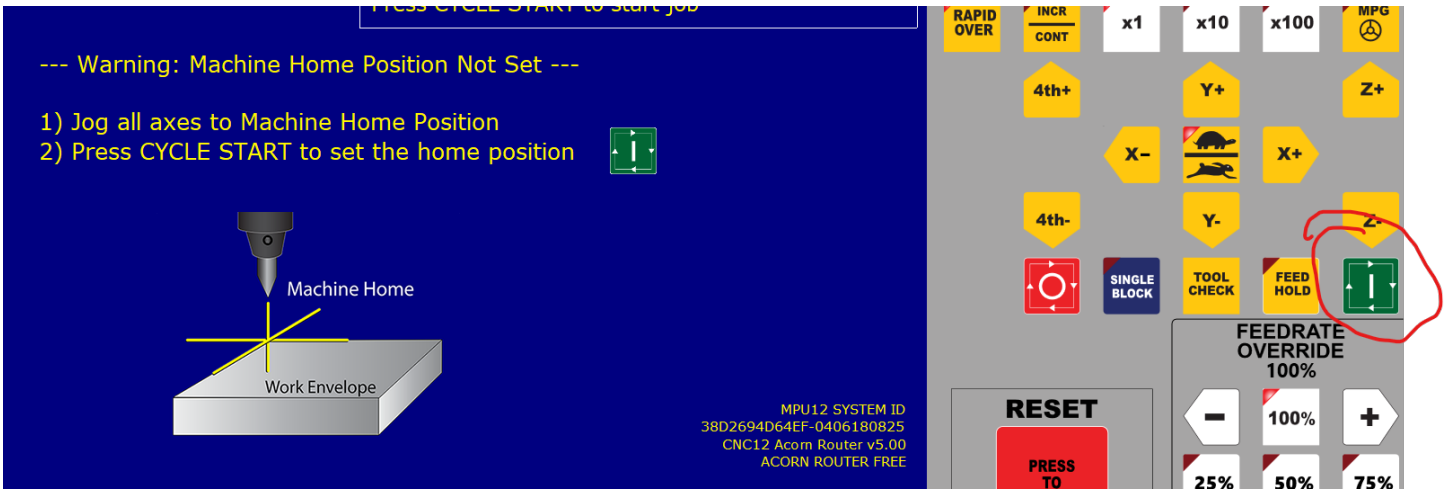 Press CYCLE START to start job
--- Warning: Machine Home Position Not Set ---
1) Jog all axes to Machine Home Position
2) Press CYCLE START to set the home position
Machine Home
Work Envelope
MPU12 SYSTEM ID
38D2694D64EF-0406180825
CNC12 Acorn Router v5.00
ACORN ROUTER FREE
RAPID
OVER
INCR
CONT
x1
x10
x100
MPG
4th+
Y+
Z+
X-
X+
4th-
Y-
Z-
SINGLE
BLOCK
TOOL
CHECK
FEED
HOLD
FEEDRATE
OVERRIDE
100%
RESET
PRESS
TO
-
100%
+
25%
50%
75%